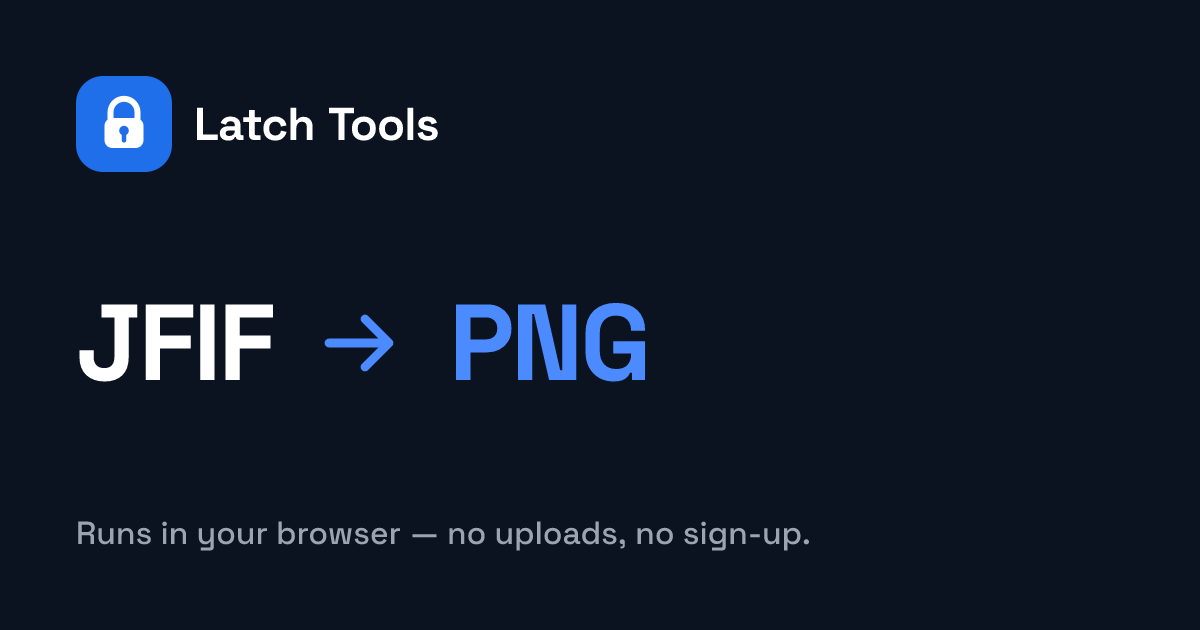 Latch Tools
JFIF → PNG
Runs in your browser — no uploads, no sign-up.